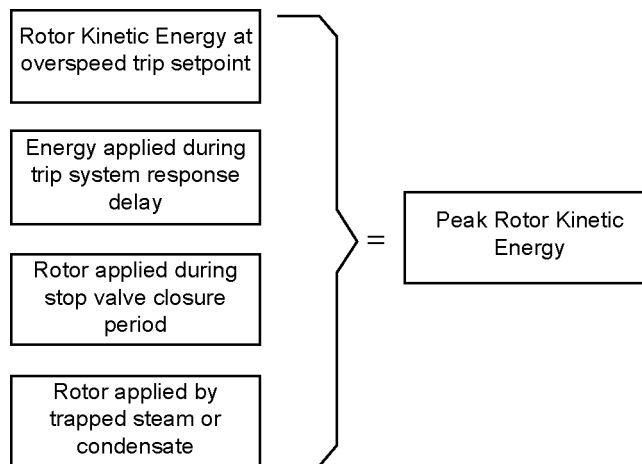 Rotor Kinetic Energy at
overspeed trip setpoint
Energy applied during
trip system response
delay
Rotor applied during
stop valve closure
period
Rotor applied by
trapped steam or
condensate
=
Peak Rotor Kinetic
Energy